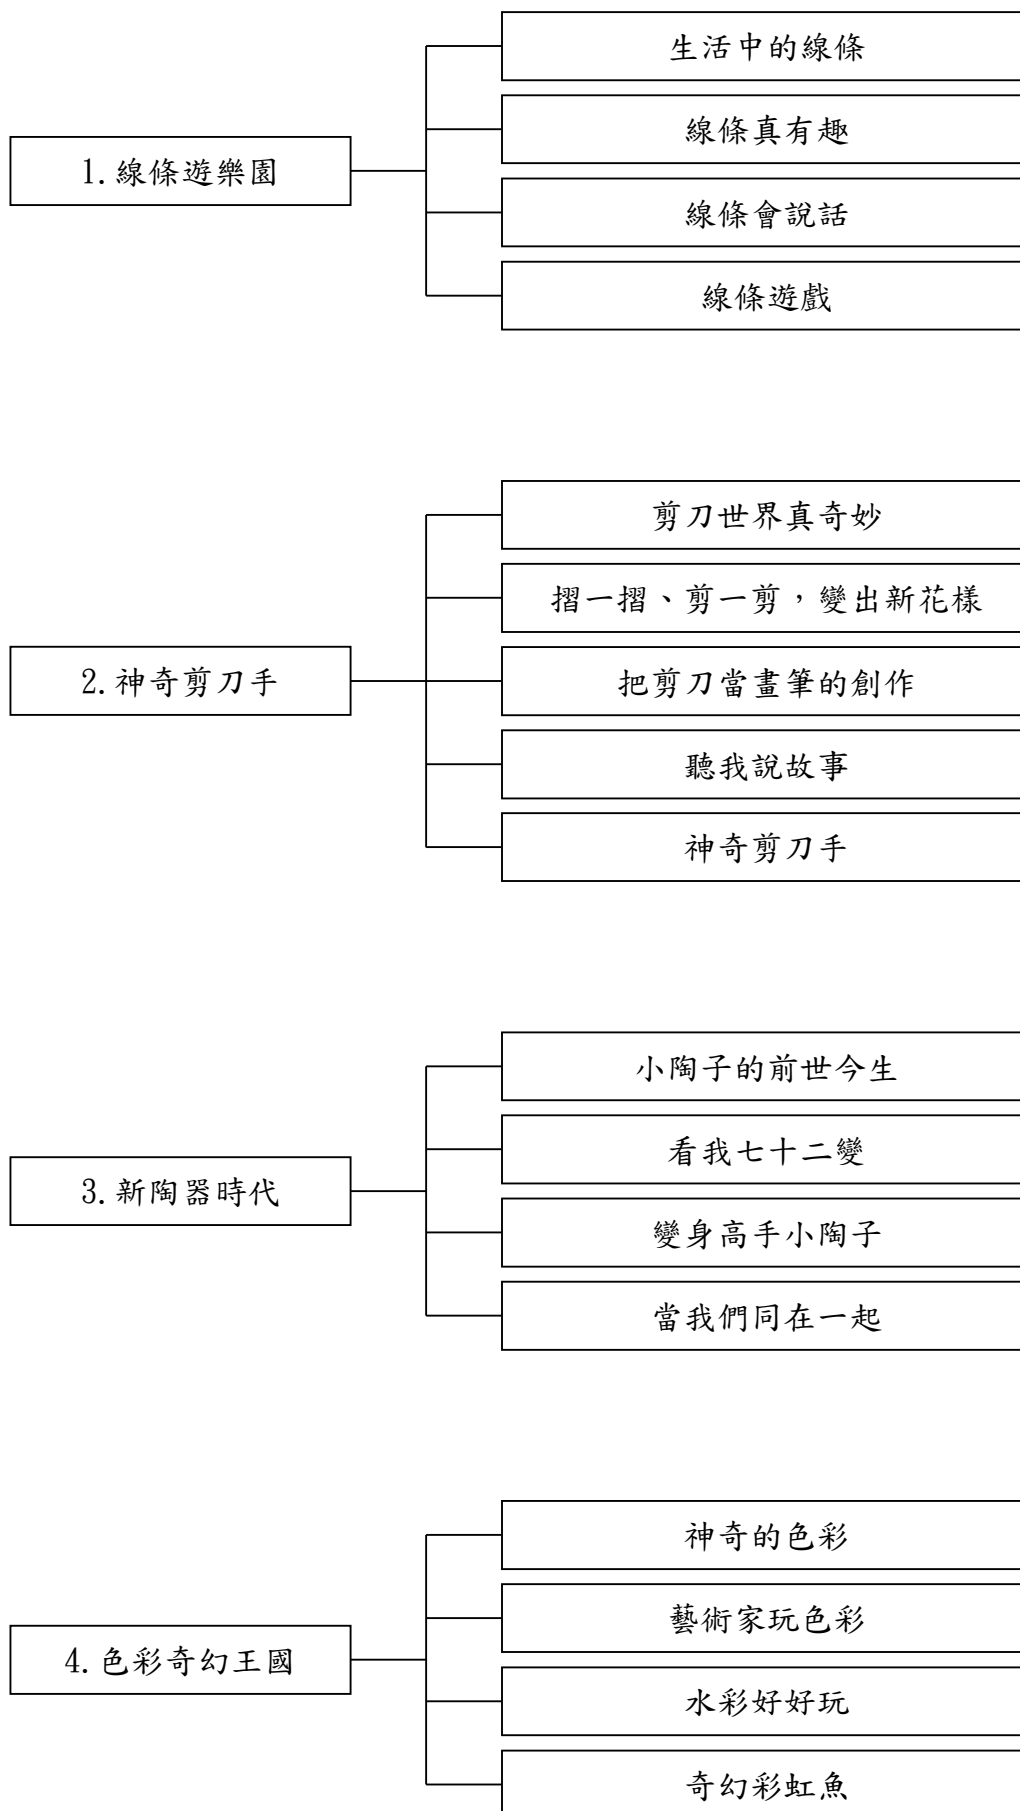 1.線條遊樂園
生活中的線條
線條真有趣
線條會說話
線條遊戲
2.神奇剪刀手
剪刀世界真奇妙
摺一摺、剪一剪，變出新花樣
把剪刀當畫筆的創作
聽我說故事
神奇剪刀手
3.新陶器時代
小陶子的前世今生
看我七十二變
變身高手小陶子
當我們同在一起
4.色彩奇幻王國
神奇的色彩
藝術家玩色彩
水彩好好玩
奇幻彩虹魚